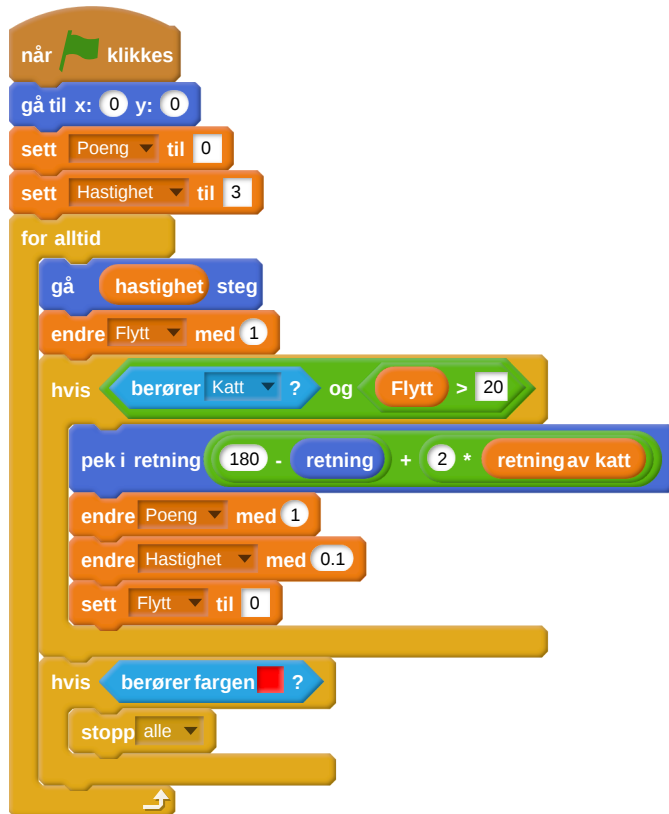 når klikkes
gå til x: 0 y: 0
sett Poeng til 0
sett Hastighet til 3
for alltid
gå hastighet steg
endre Flytt med 1
hvis berører Katt ? og Flytt > 20
pek i retning 180 - retning + 2 * retning av katt
endre Poeng med 1
endre Hastighet med 0.1
sett Flytt til 0
hvis berører fargen ?
stopp alle